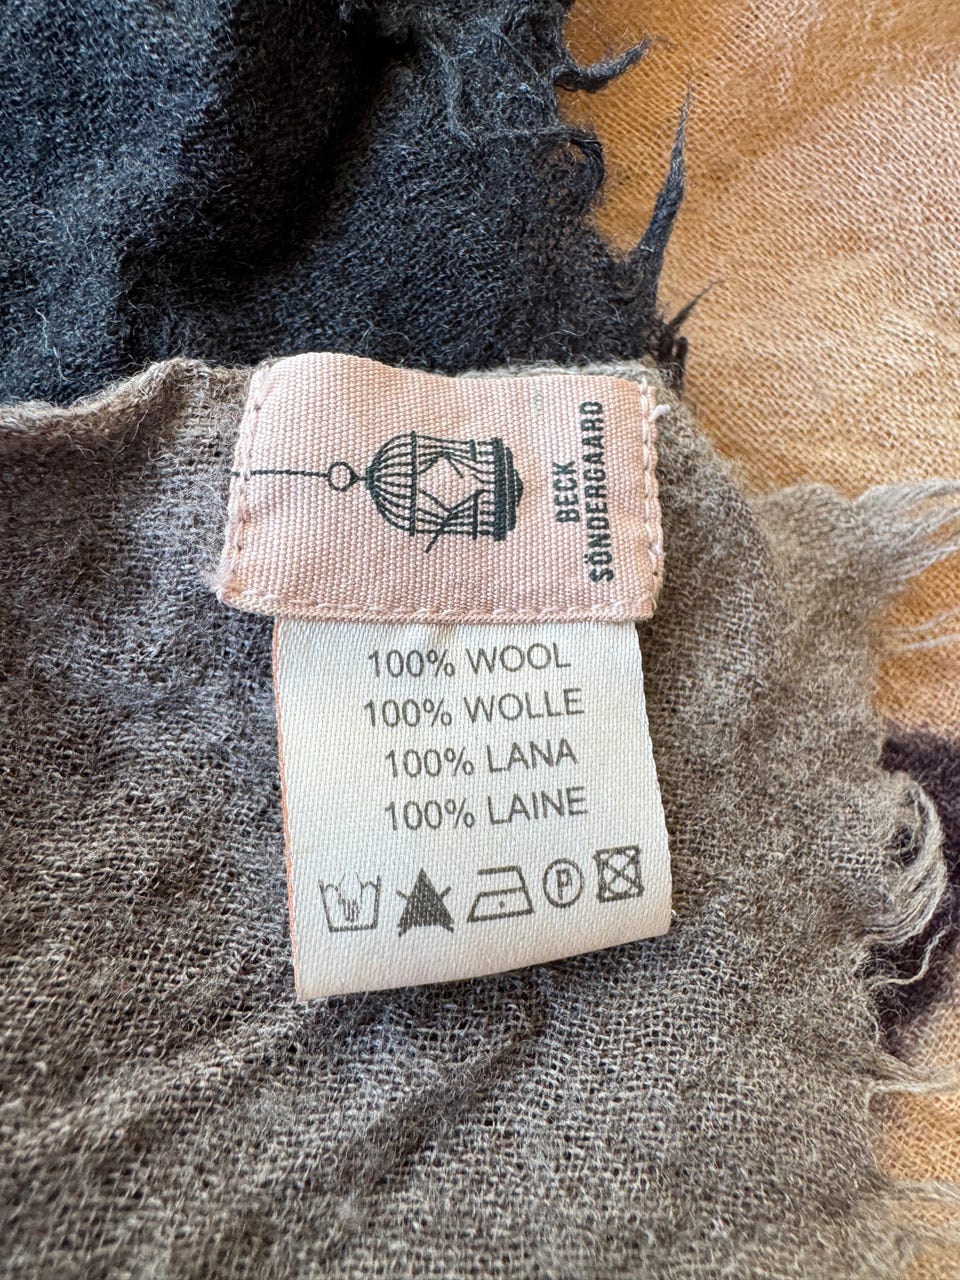 BECK
SÖNDERGAARD
100% WOOL
100% WOLLE
100% LANA
100% LAINE
P